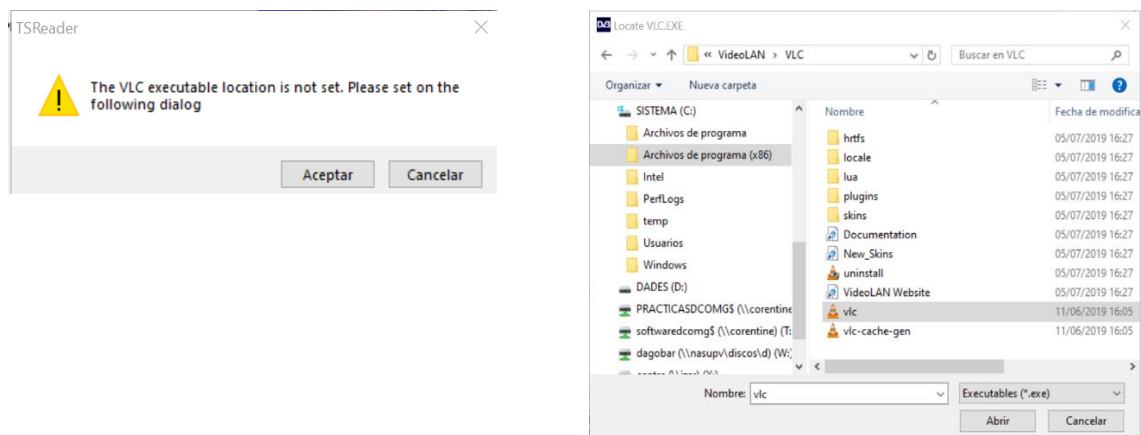 TSReader
The VLC executable location is not set. Please set on the
following dialog
Aceptar Cancelar
Locate VLC.EXE
« VideoLAN › VLC
Buscar en VLC
Organizar
Nueva carpeta
SISTEMA (C:)
Archivos de programa
Archivos de programa (x86)
Intel
PerfLogs
temp
Usuarios
Windows
DADES (D:)
PRACTICASDCOMG$ (\\corentine
softwaredcomg$ (\\corentine) (T:
dagobar (\\nasupv\discos\d) (W:)
Nombre Fecha de modifica
hrtfs 05/07/2019 16:27
locale 05/07/2019 16:27
lua 05/07/2019 16:27
plugins 05/07/2019 16:27
skins 05/07/2019 16:27
Documentation 05/07/2019 16:27
New_Skins 05/07/2019 16:27
uninstall 05/07/2019 16:27
VideoLAN Website 05/07/2019 16:27
vlc 11/06/2019 16:05
vlc-cache-gen 11/06/2019 16:05
Nombre: vlc
Executables (*.exe)
Abrir Cancelar